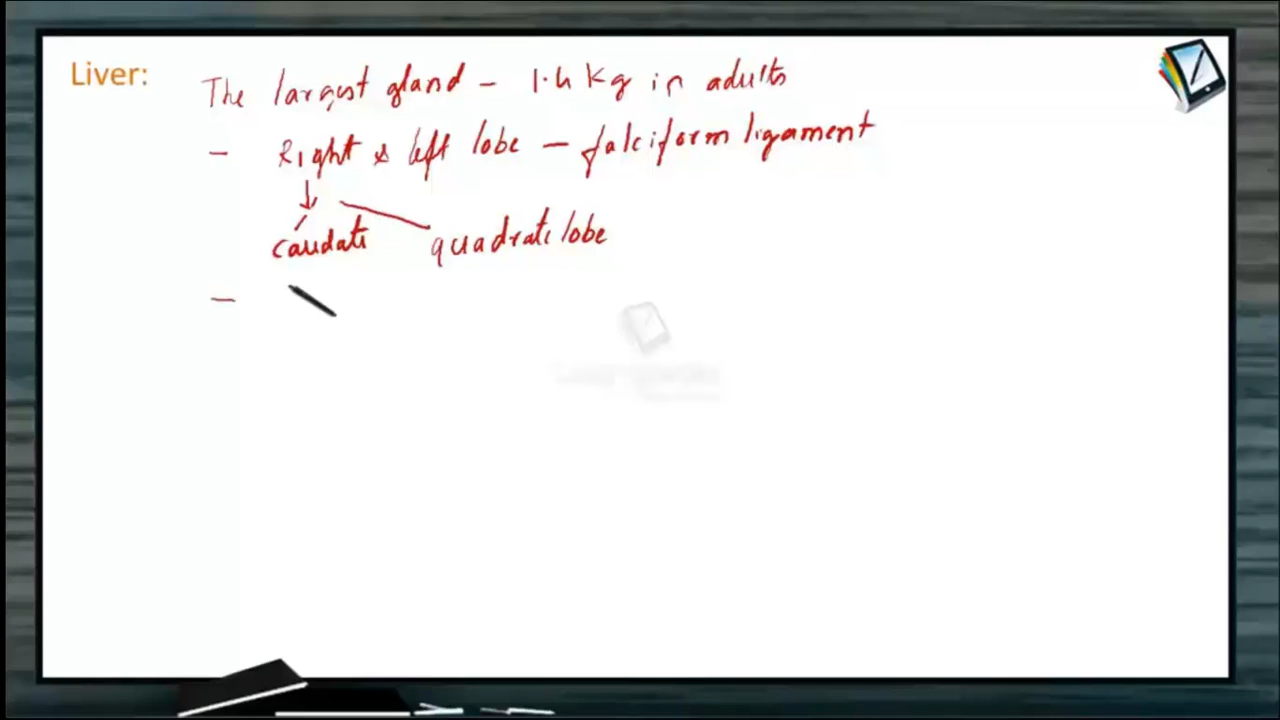 Liver: The largest gland – 1.4 kg in adults
– Right & left lobe – falciform ligament
caudate quadrate lobe
–